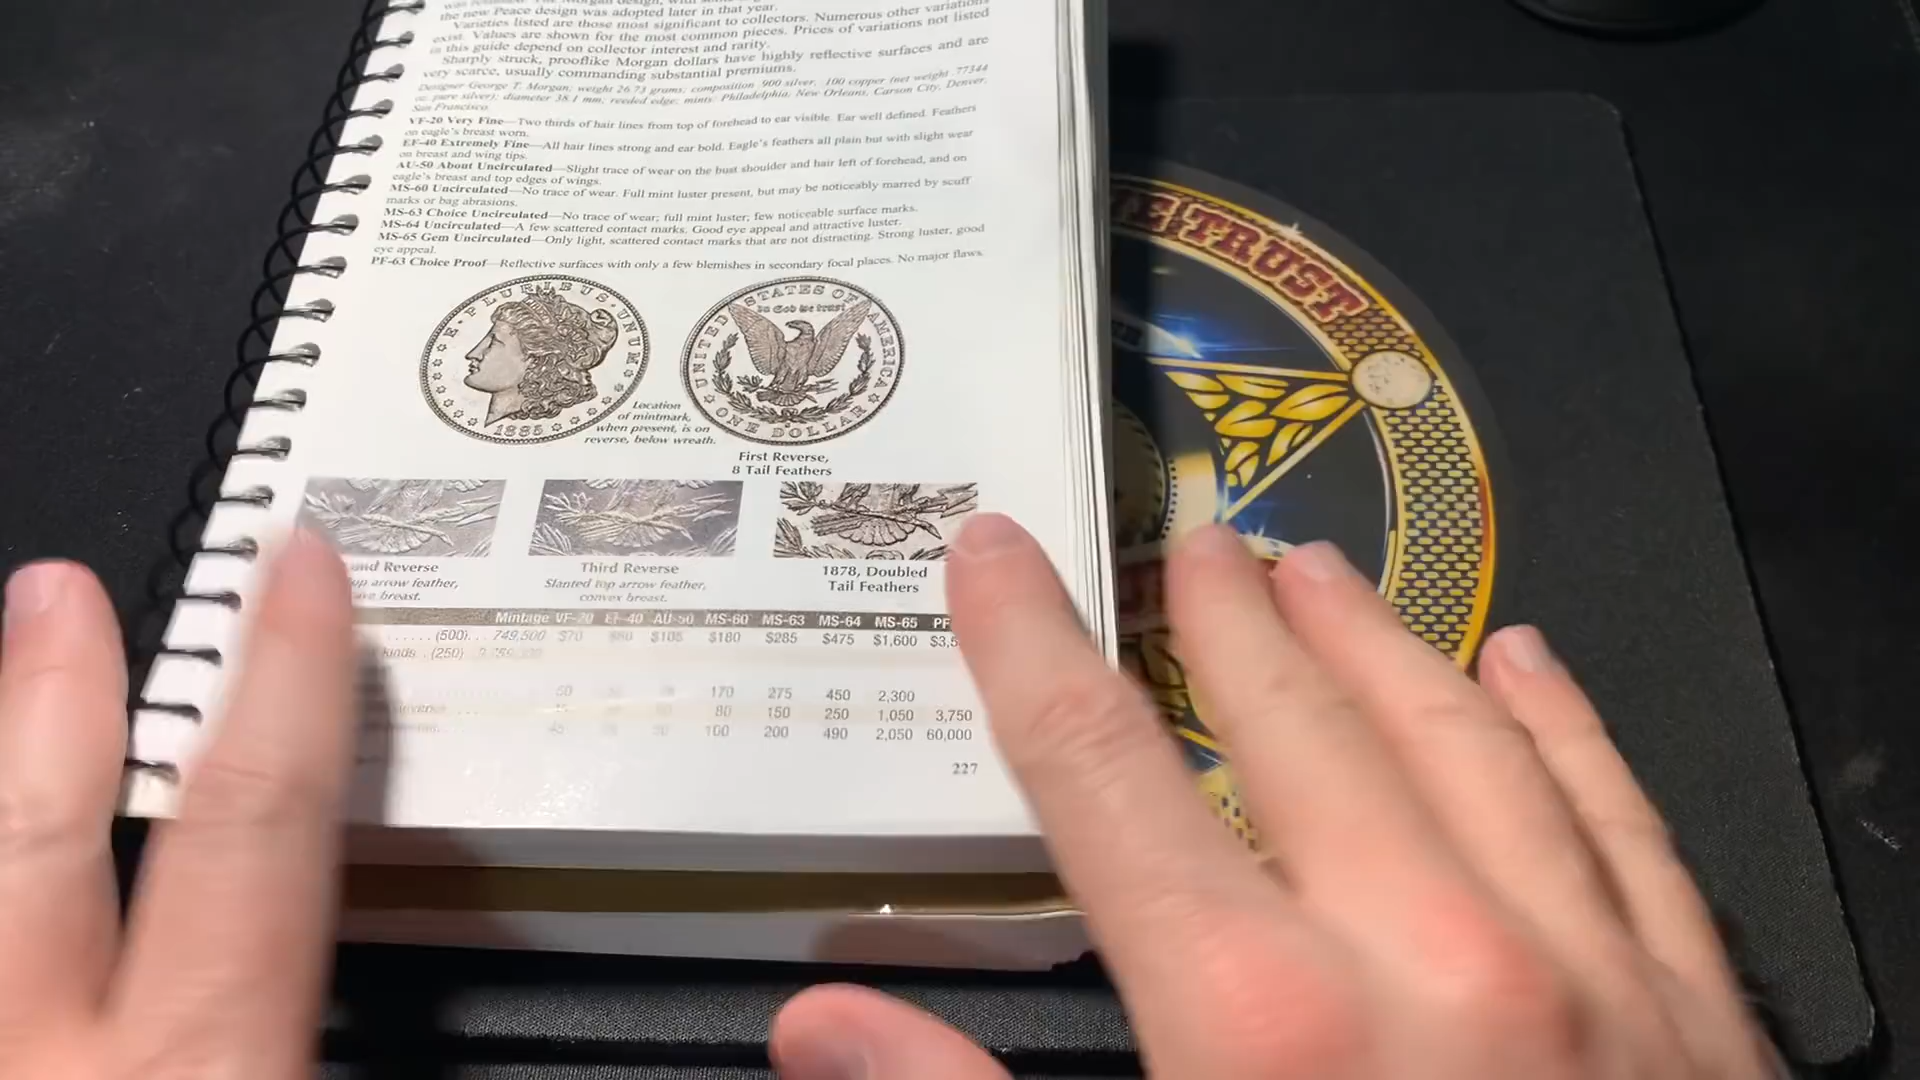 the new Peace design was adopted later in that year.
Varieties listed are those most significant to collectors. Numerous other variations
exist. Values are shown for the most common pieces. Prices of variations not listed
in this guide depend on collector interest and rarity.
Sharply struck, prooflike Morgan dollars have highly reflective surfaces and are
very scarce, usually commanding substantial premiums.
Designer George T. Morgan; weight 26.73 grams; composition .900 silver, .100 copper (net weight .77344
oz. pure silver); diameter 38.1 mm; reeded edge; mints: Philadelphia, New Orleans, Carson City, Denver,
San Francisco.
VF-20 Very Fine—Two thirds of hair lines from top of forehead to ear visible. Ear well defined. Feathers
on eagle's breast worn.
EF-40 Extremely Fine—All hair lines strong and ear bold. Eagle's feathers all plain but with slight wear
on breast and wing tips.
AU-50 About Uncirculated—Slight trace of wear on the bust shoulder and hair left of forehead, and on
eagle's breast and top edges of wings.
MS-60 Uncirculated—No trace of wear. Full mint luster present, but may be noticeably marred by scuff
marks or bag abrasions.
MS-63 Choice Uncirculated—No trace of wear; full mint luster; few noticeable surface marks.
MS-64 Uncirculated—A few scattered contact marks. Good eye appeal and attractive luster.
MS-65 Gem Uncirculated—Only light, scattered contact marks that are not distracting. Strong luster, good
eye appeal.
PF-63 Choice Proof—Reflective surfaces with only a few blemishes in secondary focal places. No major flaws.
E·PLURIBUS·UNUM
1885
UNITED STATES OF AMERICA
In God we trust
ONE DOLLAR
Location
of mintmark,
when present, is on
reverse, below wreath.
First Reverse,
8 Tail Feathers
Reverse
arrow feather,
breast.
Third Reverse
Slanted top arrow feather,
convex breast.
1878, Doubled
Tail Feathers
Mintage VF-20 EF-40 AU-50 MS-60 MS-63 MS-64 MS-65 PF
(500) 749,500 $70 $80 $105 $180 $285 $475 $1,600
kinds (250)
50 170 275 450 2,300
80 150 250 1,050 3,750
45 100 200 490 2,050 60,000
227
TRUST